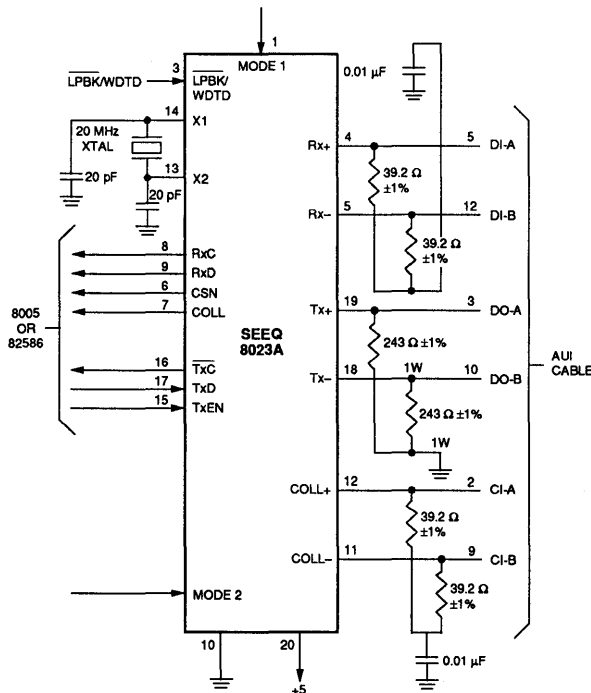 1
MODE 1
0.01 µF
3
LPBK/WDTD
LPBK/
WDTD
14
X1
20 MHz
XTAL
13
X2
20 pF
20 pF
Rx+
4
5
DI-A
39.2 Ω
±1%
Rx–
5
12
DI-B
39.2 Ω
±1%
8
RxC
9
RxD
6
CSN
7
COLL
8005
OR
82586
16
TxC
17
TxD
15
TxEN
SEEQ
8023A
Tx+
19
3
DO-A
243 Ω ±1%
Tx–
18
1W
10
DO-B
243 Ω ±1%
1W
AUI
CABLE
COLL+
12
2
CI-A
39.2 Ω
±1%
COLL–
11
9
CI-B
39.2 Ω
±1%
MODE 2
10
20
+5
0.01 µF